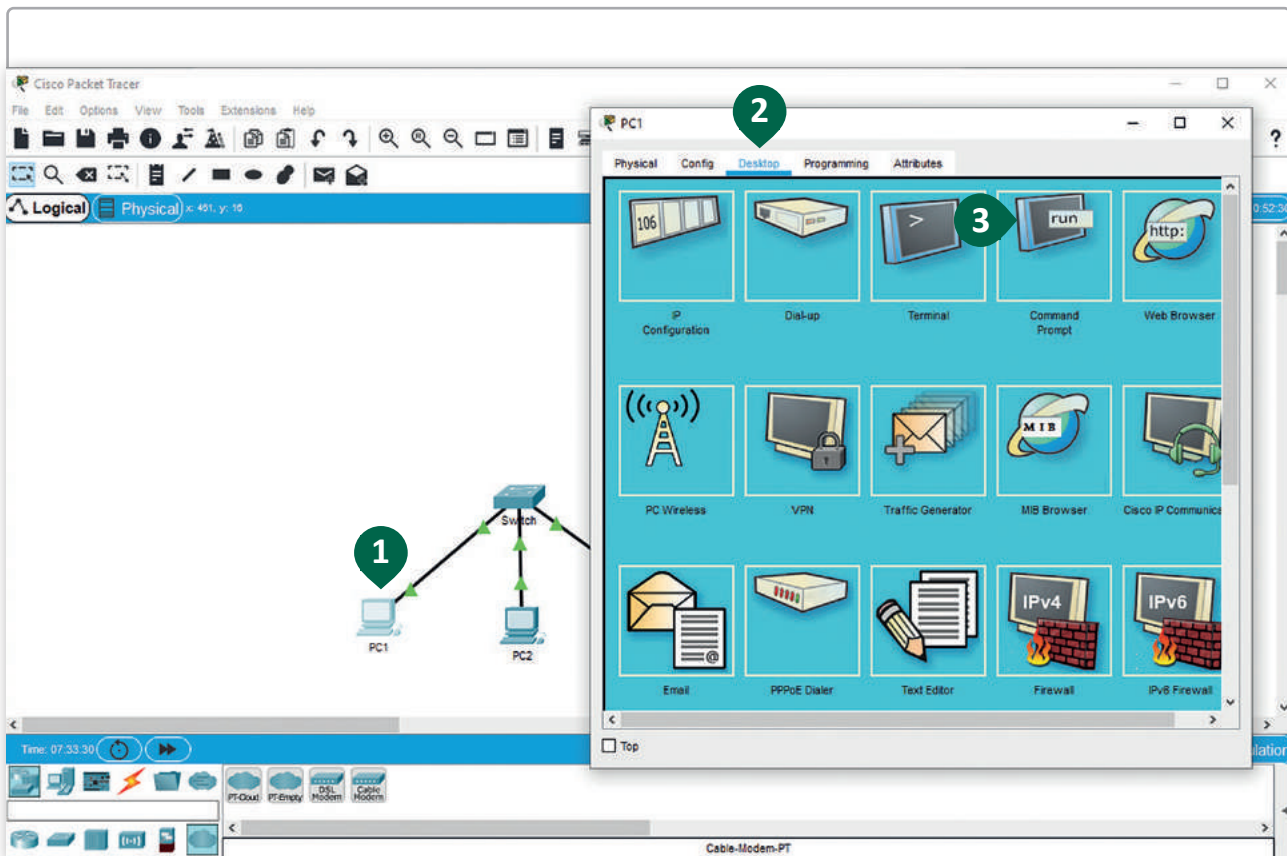 Cisco Packet Tracer
File Edit Options View Tools Extensions Help
?
Logical Physical x: 461, y: 16
PC1
2
Physical Config Desktop Programming Attributes
106
>
3
run
http:
IP Configuration
Dial-up
Terminal
Command Prompt
Web Browser
MIB
PC Wireless
VPN
Traffic Generator
MIB Browser
Cisco IP Communica
@
IPv4
IPv6
Email
PPPoE Dialer
Text Editor
Firewall
IPv6 Firewall
Top
Switch
1
PC1
PC2
Time: 07:33:30
PT-Cloud
PT-Empty
DSL Modem
Cable Modem
Cable-Modem-PT